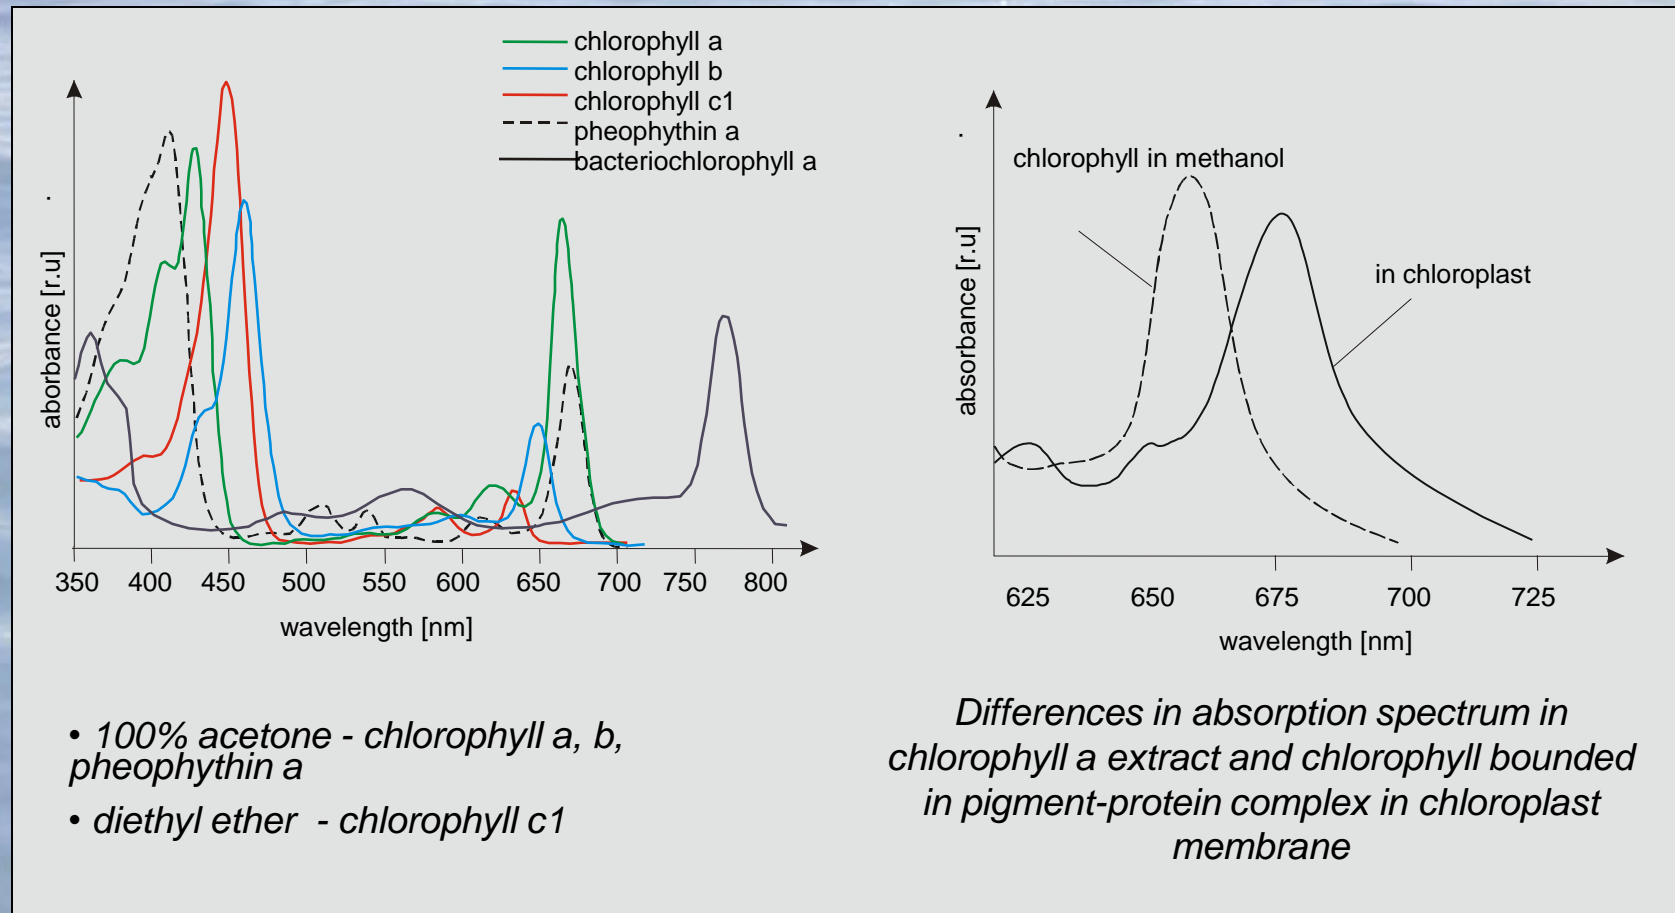 chlorophyll a
chlorophyll b
chlorophyll c1
pheophythin a
bacteriochlorophyll a
aborbance [r.u]
350 400 450 500 550 600 650 700 750 800
wavelength [nm]
• 100% acetone - chlorophyll a, b,
pheophythin a
• diethyl ether - chlorophyll c1
chlorophyll in methanol
in chloroplast
absorbance [r.u]
625 650 675 700 725
wavelength [nm]
Differences in absorption spectrum in
chlorophyll a extract and chlorophyll bounded
in pigment-protein complex in chloroplast
membrane